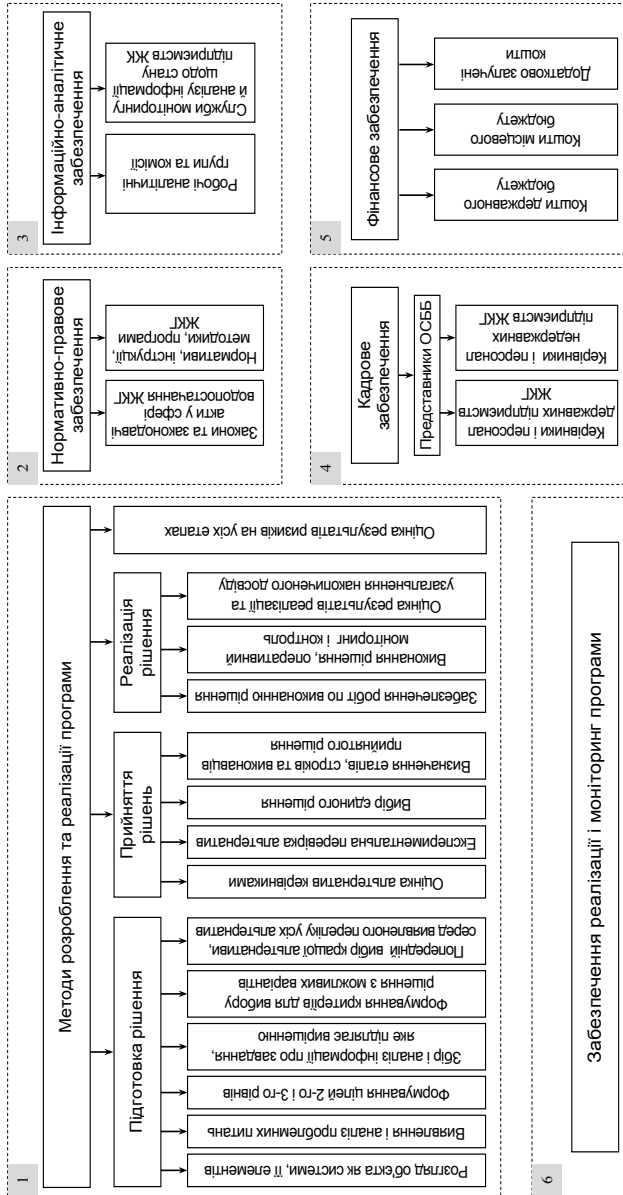 1
Методи розроблення та реалізації програми
Підготовка рішення
Розгляд об'єкта як системи, її елементів
Виявлення і аналіз проблемних питань
Формування цілей 2-го і 3-го рівнів
Збір і аналіз інформації про завдання,
яке підлягає вирішенню
Формування критеріїв для вибору
рішення з можливих варіантів
Попередній вибір кращої альтернативи,
серед виявленого переліку усіх альтернатив
Прийняття
рішень
Оцінка альтернатив керівниками
Експериментальна перевірка альтернатив
Вибір єдиного рішення
Визначення етапів, строків та виконавців
прийнятого рішення
Реалізація
рішення
Забезпечення робіт по виконанню рішення
Виконання рішення, оперативний
моніторинг і контроль
Оцінка результатів реалізації та
узагальнення накопиченого досвіду
Оцінка результатів ризиків на усіх етапах
2
Нормативно-правове
забезпечення
Закони та законодавчі
акти у сфері
водопостачання ЖКГ
Нормативи, інструкції,
методики, програми
ЖКГ
3
Інформаційно-аналітичне
забезпечення
Робочі аналітичні
групи та комісії
Служби моніторингу
й аналізу інформації
щодо стану
підприємств ЖК
4
Кадрове
забезпечення
Представники ОСББ
Керівники і персонал
державних підприємств
ЖКГ
Керівники і персонал
недержавних
підприємств ЖКГ
5
Фінансове забезпечення
Кошти державного
бюджету
Кошти місцевого
бюджету
Додатково залучені
кошти
6
Забезпечення реалізації і моніторинг програми